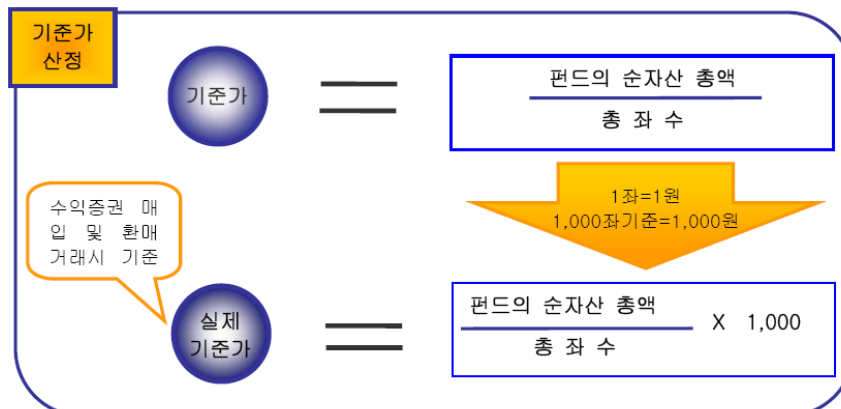 기준가
산정
기준가
펀드의 순자산 총액
총 좌 수
1좌=1원
1,000좌기준=1,000원
수익증권 매
입 및 환매
거래시 기준
실제
기준가
펀드의 순자산 총액
총 좌 수
X 1,000